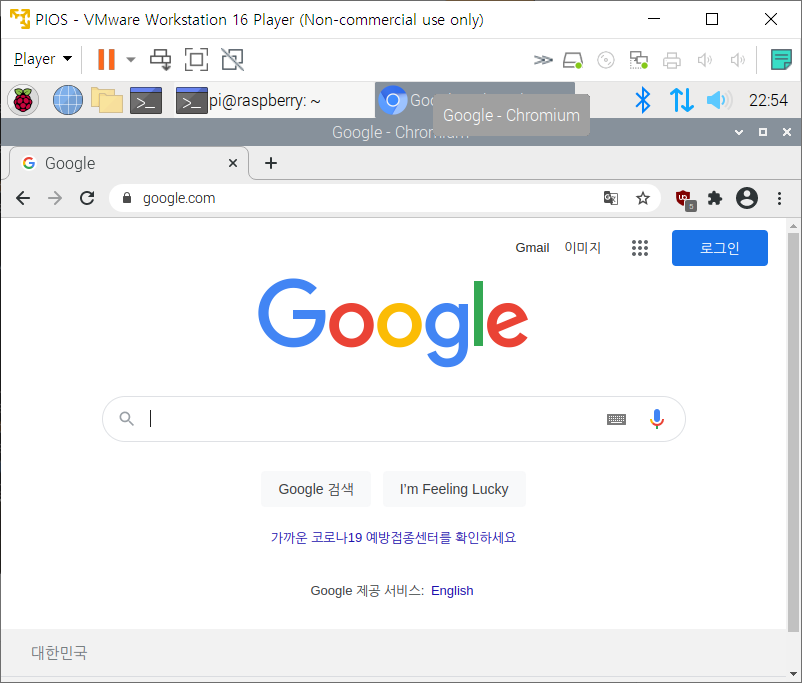 PIOS - VMware Workstation 16 Player (Non-commercial use only)
Player
pi@raspberry: ~
22:54
Google - Chromium
Google - Chromium
Google
google.com
5
Gmail 이미지 로그인
Google
Google 검색 I'm Feeling Lucky
가까운 코로나19 예방접종센터를 확인하세요
Google 제공 서비스: English
대한민국